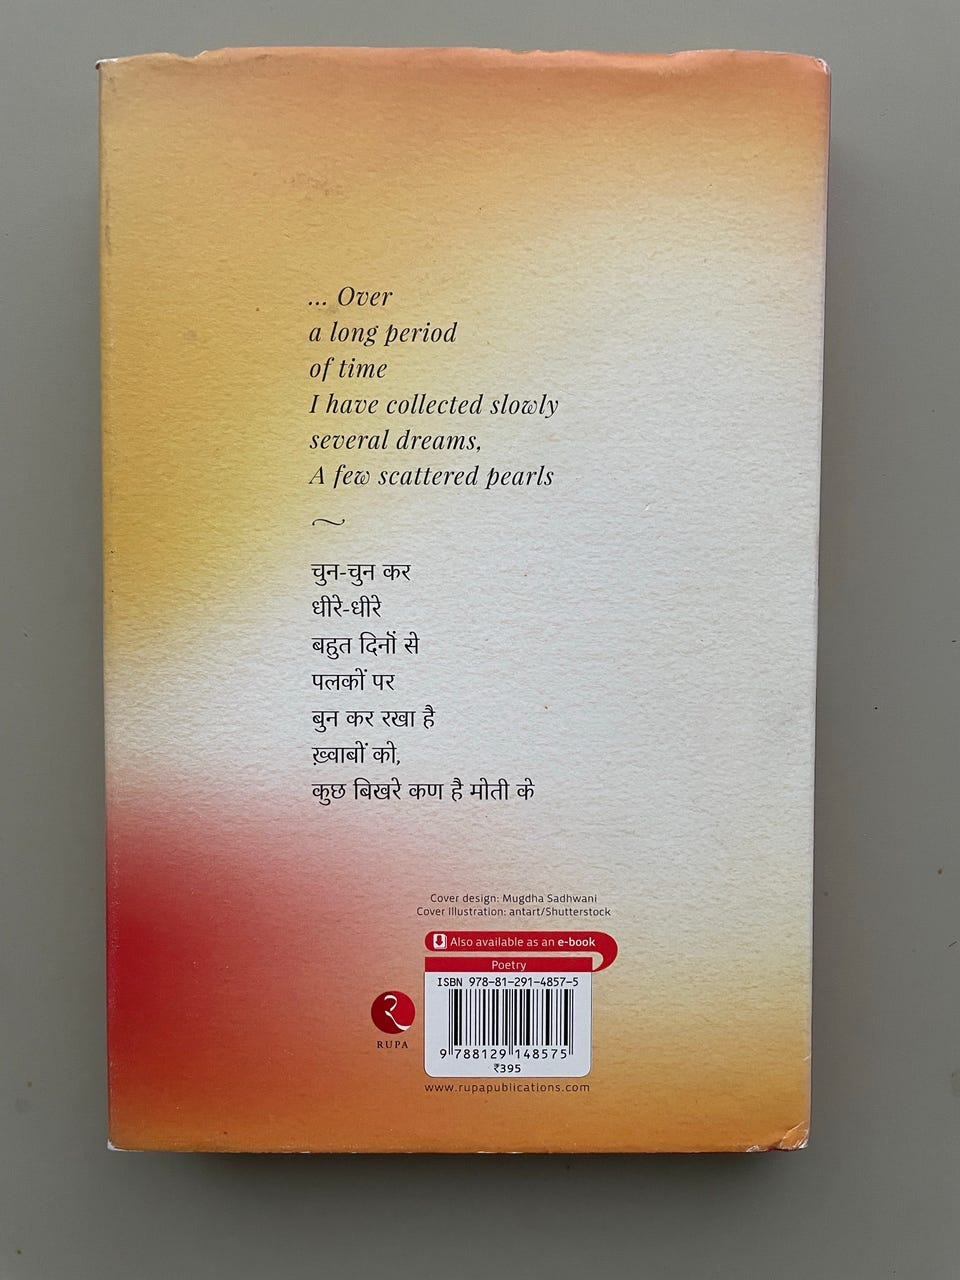 ... Over
a long period
of time
I have collected slowly
several dreams,
A few scattered pearls
~
चुन-चुन कर
धीरे-धीरे
बहुत दिनों से
पलकों पर
बुन कर रखा है
ख़्वाबों को,
कुछ बिखरे कण है मोती के
Cover design: Mugdha Sadhwani
Cover Illustration: antart/Shutterstock
Also available as an e-book
Poetry
ISBN 978-81-291-4857-5
9 788129 148575
₹395
RUPA
www.rupapublications.com